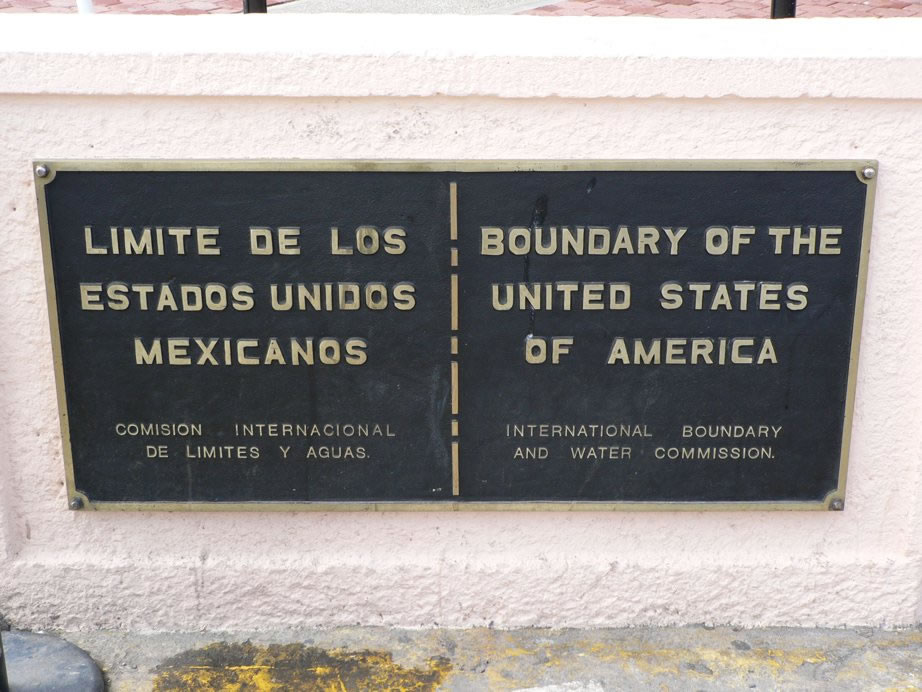 LIMITE DE LOS
ESTADOS UNIDOS
MEXICANOS
COMISION INTERNACIONAL
DE LIMITES Y AGUAS.
BOUNDARY OF THE
UNITED STATES
OF AMERICA
INTERNATIONAL BOUNDARY
AND WATER COMMISSION.